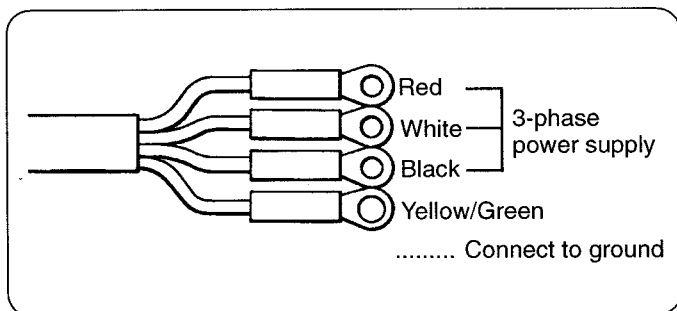 Red
White
Black
3-phase
power supply
Yellow/Green
......... Connect to ground